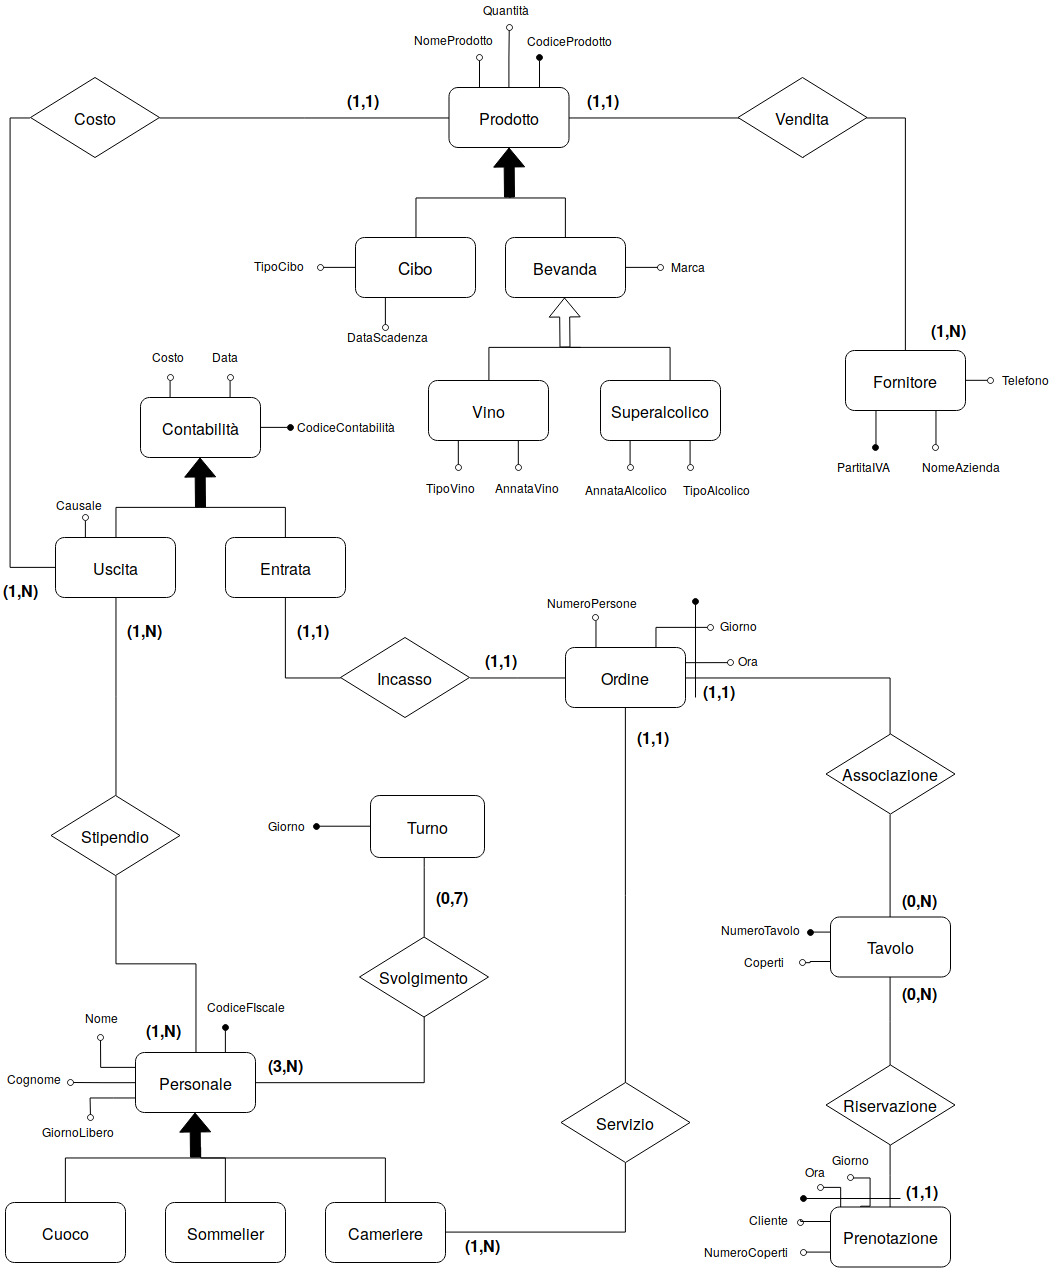 Quantità
NomeProdotto
CodiceProdotto
(1,1)
(1,1)
Costo
Prodotto
Vendita
TipoCibo
Cibo
Bevanda
Marca
DataScadenza
(1,N)
Costo
Data
Fornitore
Telefono
Contabilità
CodiceContabilità
Vino
Superalcolico
PartitaIVA
NomeAzienda
TipoVino
AnnataVino
AnnataAlcolico
TipoAlcolico
Causale
Uscita
Entrata
(1,N)
(1,N)
(1,1)
NumeroPersone
Giorno
Ora
(1,1)
Incasso
Ordine
(1,1)
(1,1)
Associazione
Giorno
Turno
Stipendio
(0,7)
(0,N)
NumeroTavolo
Tavolo
Coperti
Svolgimento
(0,N)
CodiceFIscale
Nome
(1,N)
(3,N)
Cognome
Personale
GiornoLibero
Riservazione
Servizio
Giorno
Ora
(1,1)
Cliente
Cuoco
Sommelier
Cameriere
(1,N)
Prenotazione
NumeroCoperti